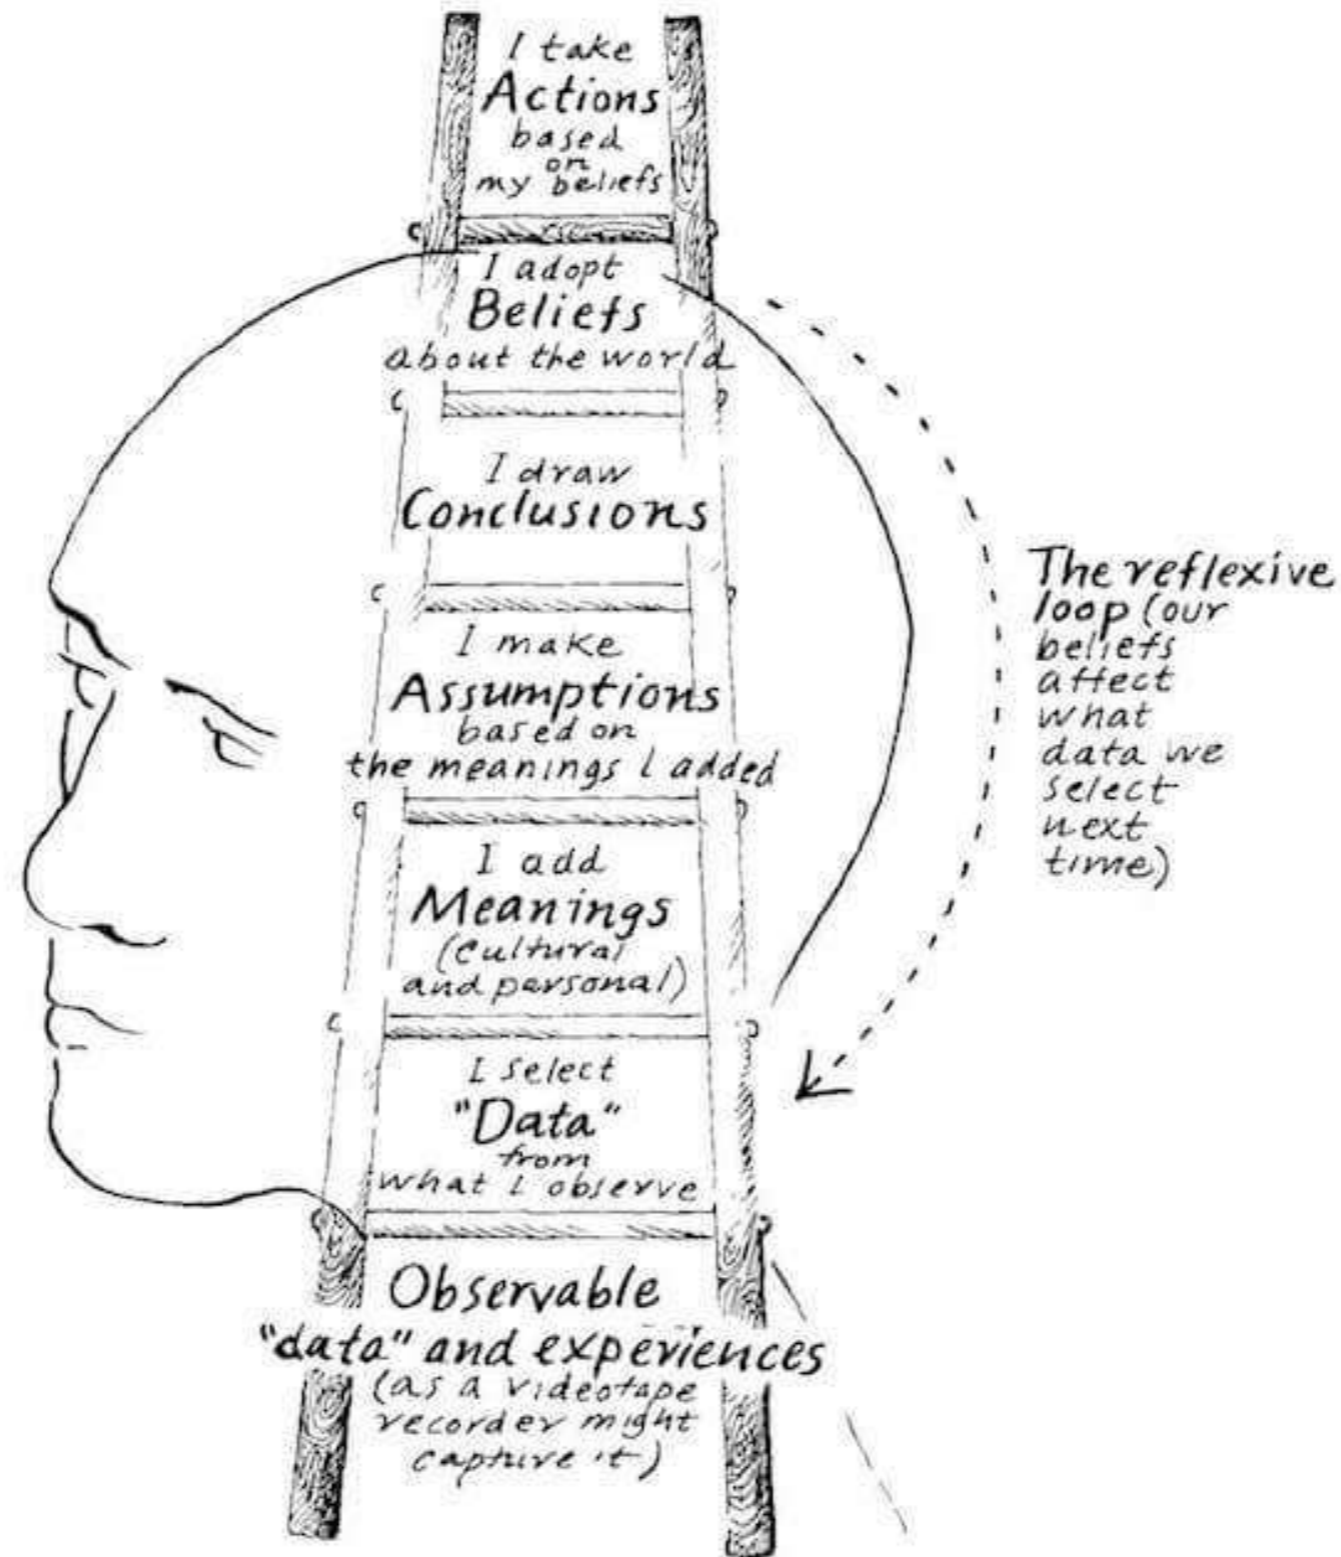 I take
Actions
based
on
my beliefs
I adopt
Beliefs
about the world
I draw
Conclusions
I make
Assumptions
based on
the meanings I added
I add
Meanings
(cultural
and personal)
I select
"Data"
from
what I observe
Observable
"data" and experiences
(as a videotape
recorder might
capture it)
The reflexive
loop (our
beliefs
affect
what
data we
select
next
time)